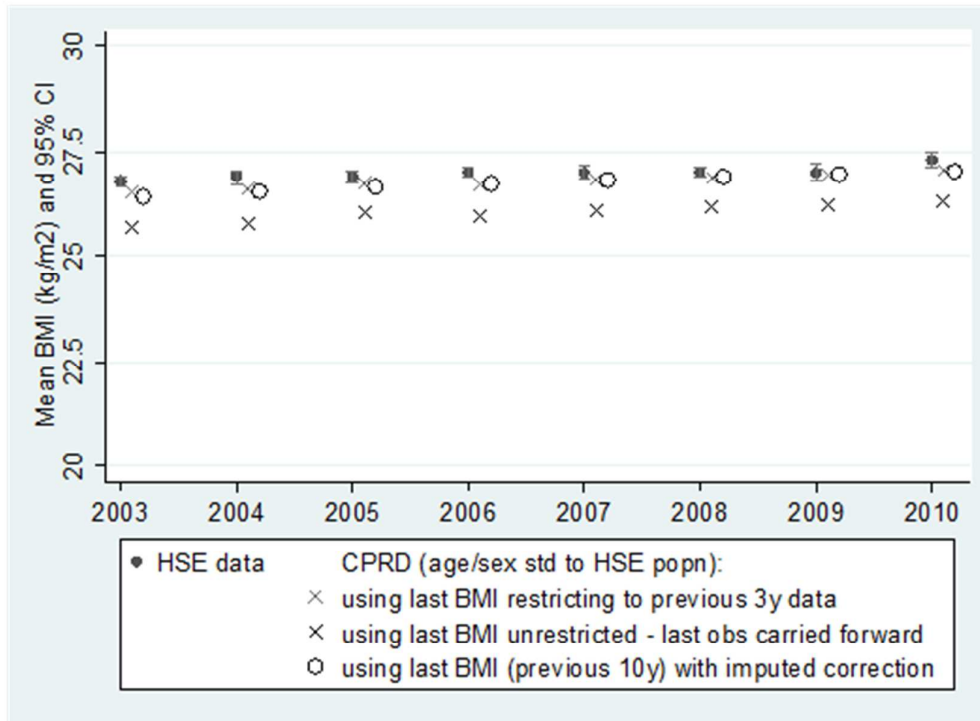 Mean BMI (kg/m2) and 95% CI
30
27.5
25
22.5
20
2003 2004 2005 2006 2007 2008 2009 2010
HSE data CPRD (age/sex std to HSE popn):
using last BMI restricting to previous 3y data
using last BMI unrestricted - last obs carried forward
using last BMI (previous 10y) with imputed correction